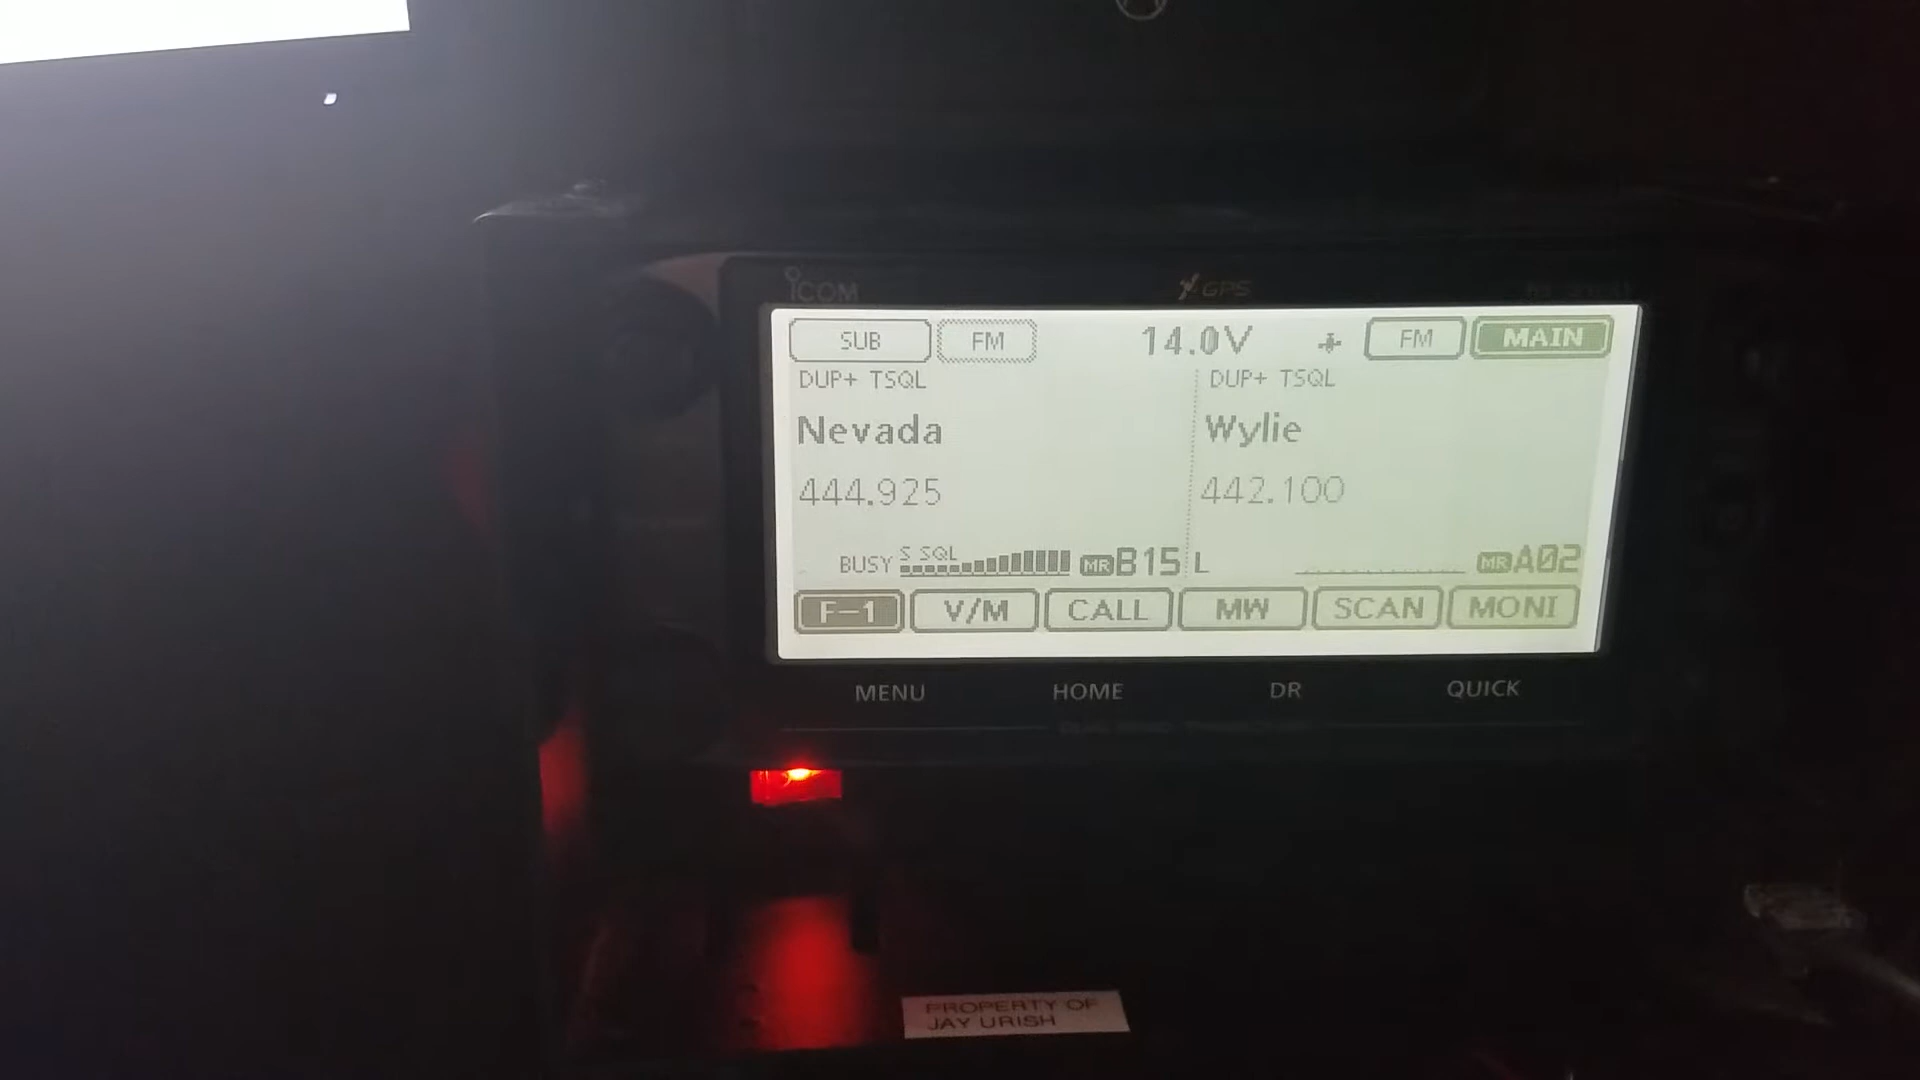 ICOM
GPS
SUB FM 14.0V FM MAIN
DUP+ TSQL DUP+ TSQL
Nevada Wylie
444.925 442.100
BUSY S SQL MR B15 L MR A02
F-1 V/M CALL MW SCAN MONI
MENU HOME DR QUICK
PROPERTY OF
JAY URISH